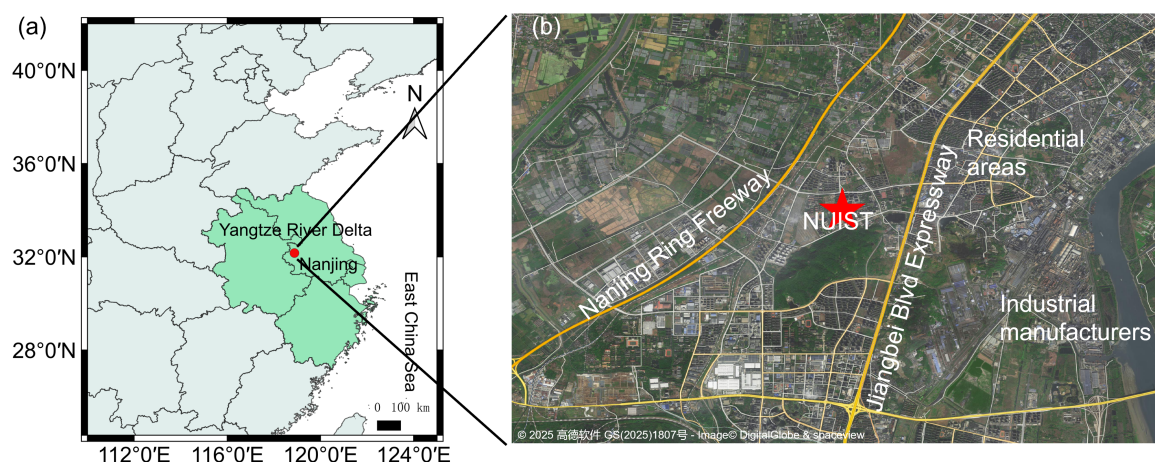 (a)
40°0′N
36°0′N
32°0′N
28°0′N
112°0′E
116°0′E
120°0′E
124°0′E
N
Yangtze River Delta
Nanjing
East China Sea
0 100 km
(b)
Residential
areas
NUIST
Nanjing Ring Freeway
Jiangbei Blvd Expressway
Industrial
manufacturers
© 2025 高德软件 GS(2025)1807号 - Image© DigitalGlobe & spaceview